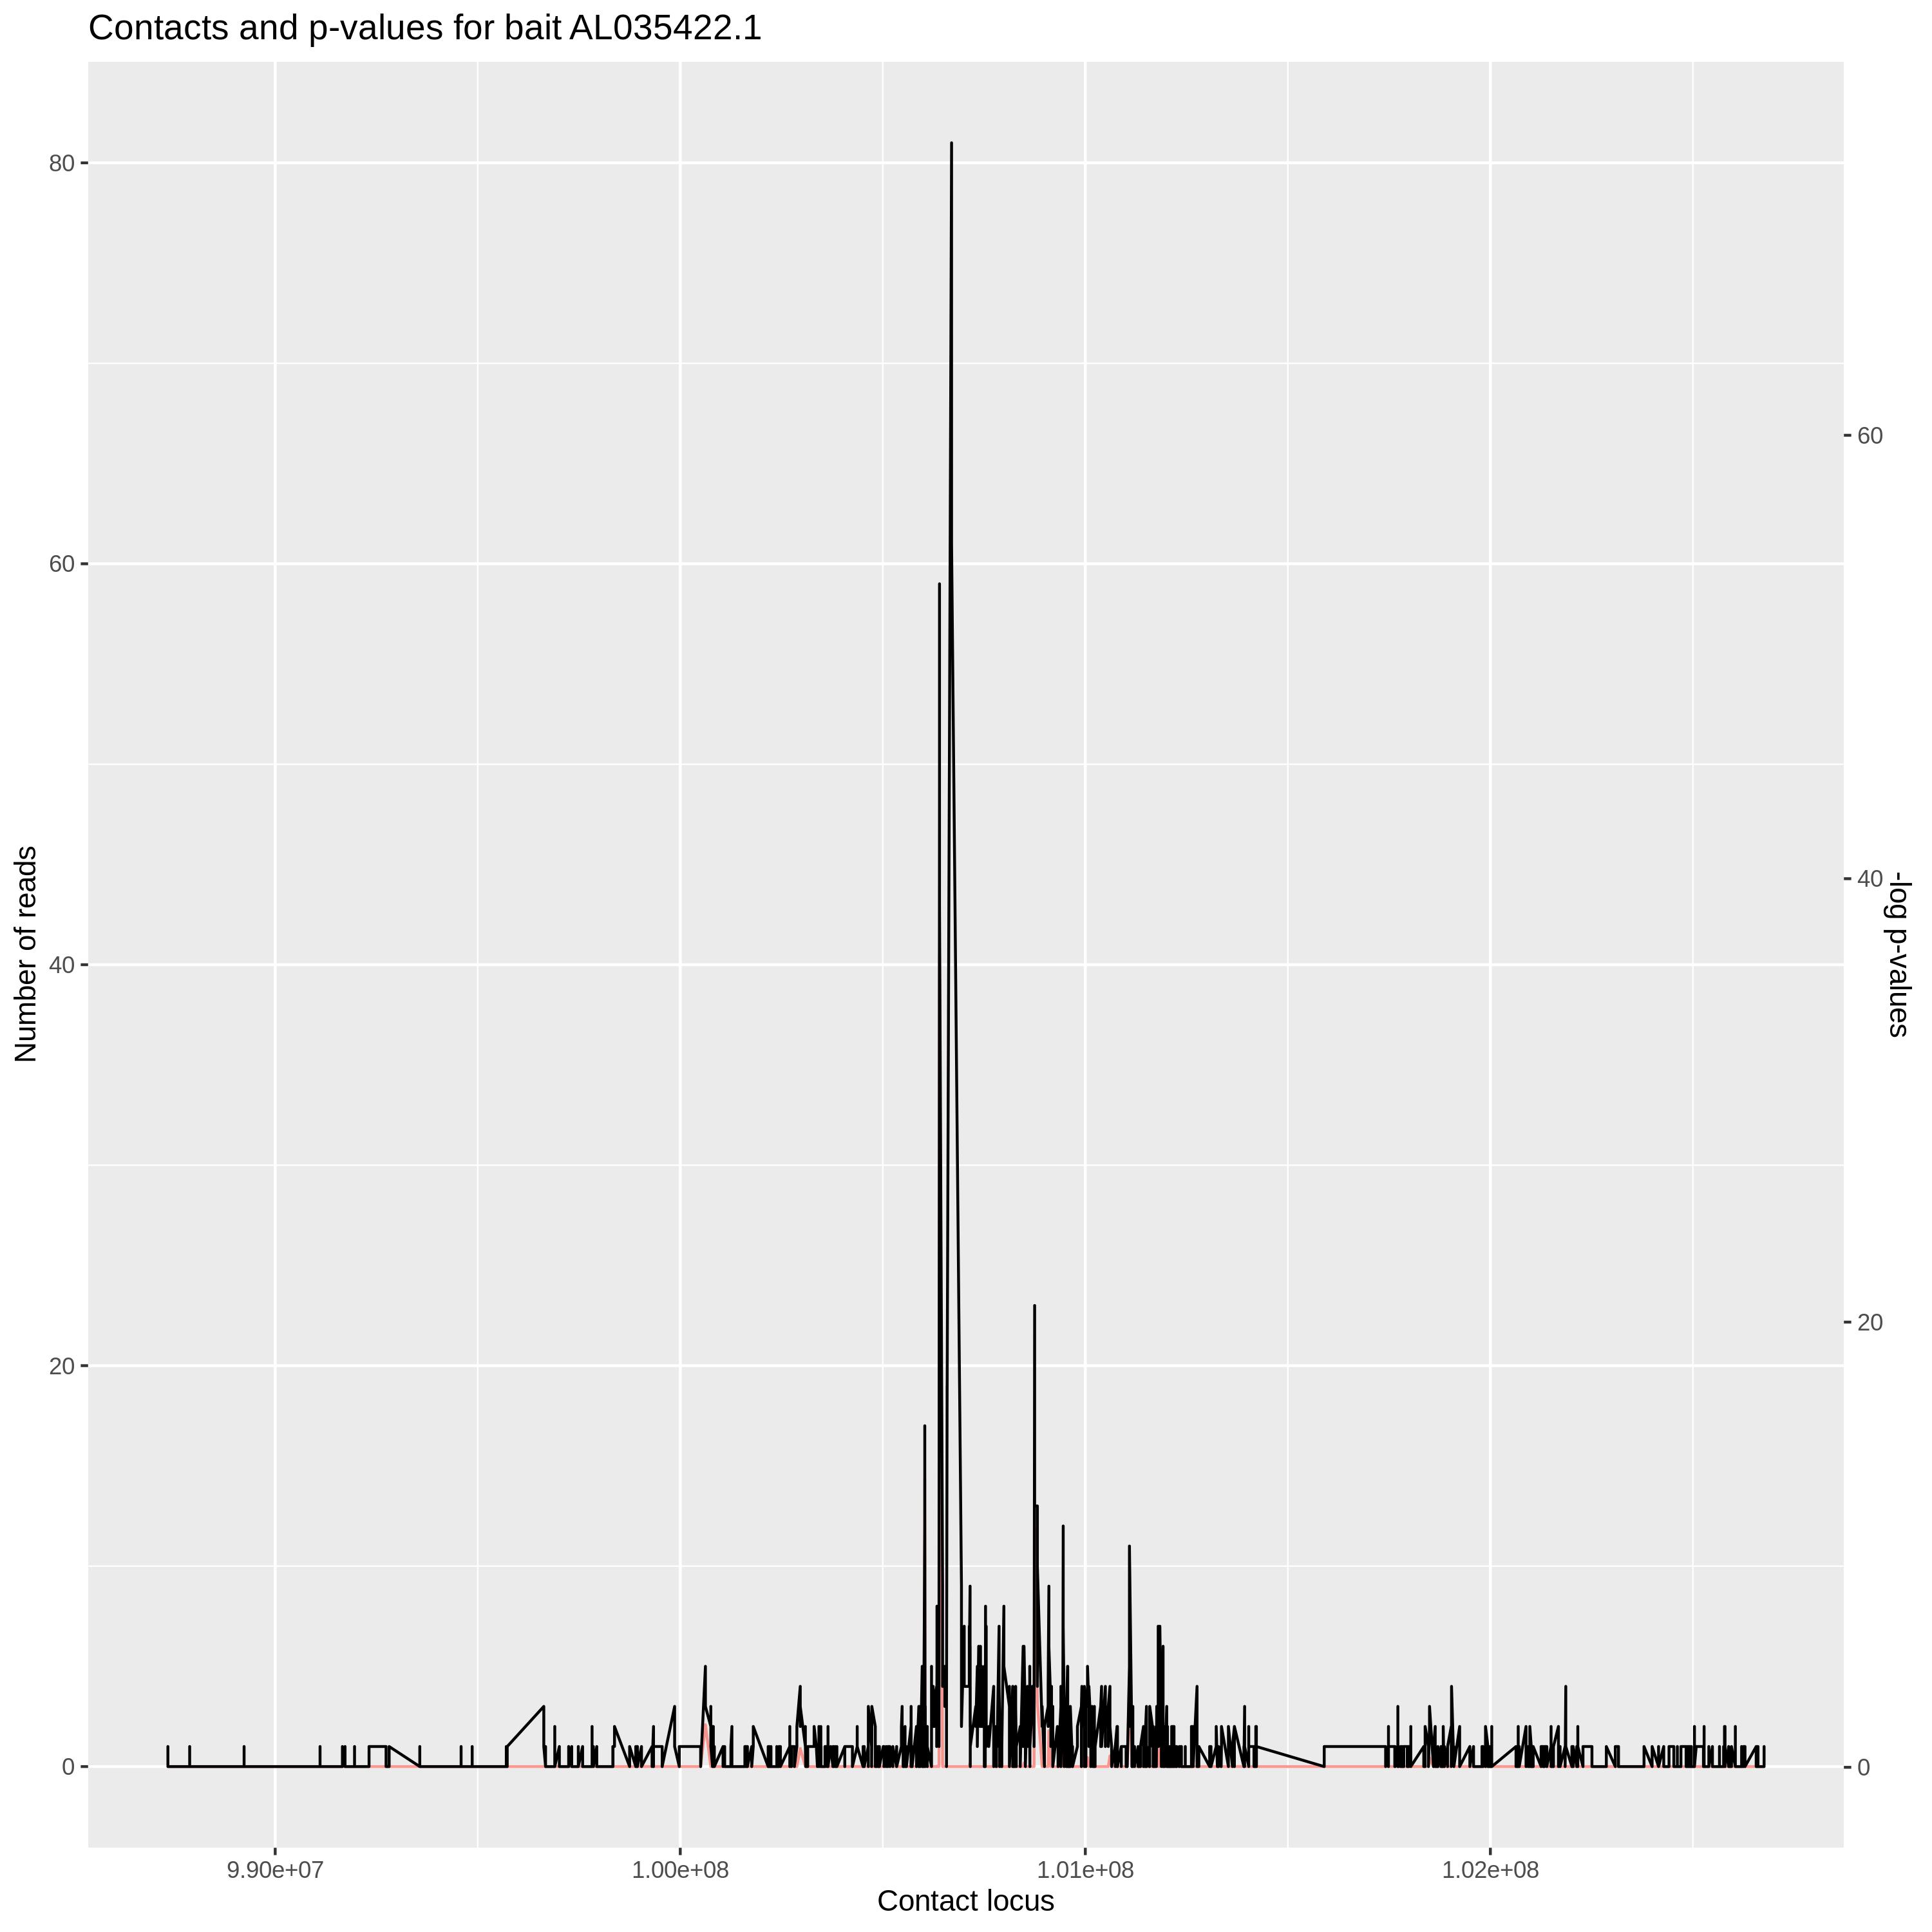 Contacts and p-values for bait AL035422.1
80
60
40
20
0
Number of reads
60
40
20
0
-log p-values
9.90e+07
1.00e+08
1.01e+08
1.02e+08
Contact locus